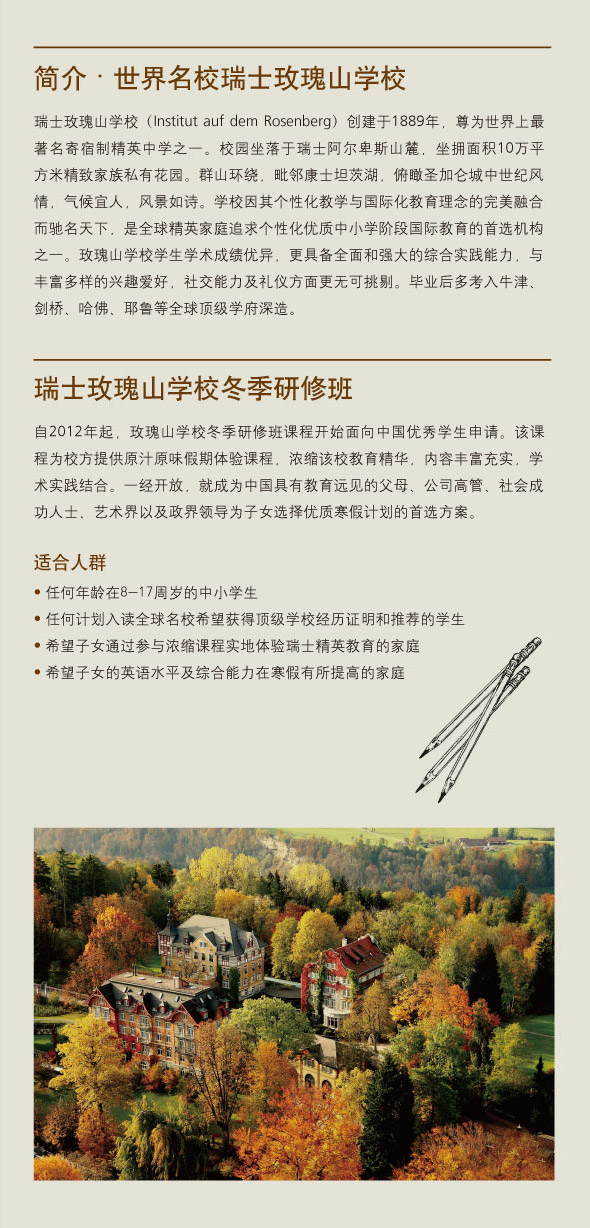 简介·世界名校瑞士玫瑰山学校
瑞士玫瑰山学校（Institut auf dem Rosenberg）创建于1889年，尊为世界上最
著名寄宿制精英中学之一。校园坐落于瑞士阿尔卑斯山麓，坐拥面积10万平
方米精致家族私有花园。群山环绕，毗邻康士坦茨湖，俯瞰圣加仑城中世纪风
情，气候宜人，风景如诗。学校因其个性化教学与国际化教育理念的完美融合
而驰名天下，是全球精英家庭追求个性化优质中小学阶段国际教育的首选机构
之一。玫瑰山学校学生学术成绩优异，更具备全面和强大的综合实践能力，与
丰富多样的兴趣爱好，社交能力及礼仪方面更无可挑剔。毕业后多考入牛津、
剑桥、哈佛、耶鲁等全球顶级学府深造。
瑞士玫瑰山学校冬季研修班
自2012年起，玫瑰山学校冬季研修班课程开始面向中国优秀学生申请。该课
程为校方提供原汁原味假期体验课程，浓缩该校教育精华，内容丰富充实，学
术实践结合。一经开放，就成为中国具有教育远见的父母、公司高管、社会成
功人士、艺术界以及政界领导为子女选择优质寒假计划的首选方案。
适合人群
• 任何年龄在8–17周岁的中小学生
• 任何计划入读全球名校希望获得顶级学校经历证明和推荐的学生
• 希望子女通过参与浓缩课程实地体验瑞士精英教育的家庭
• 希望子女的英语水平及综合能力在寒假有所提高的家庭